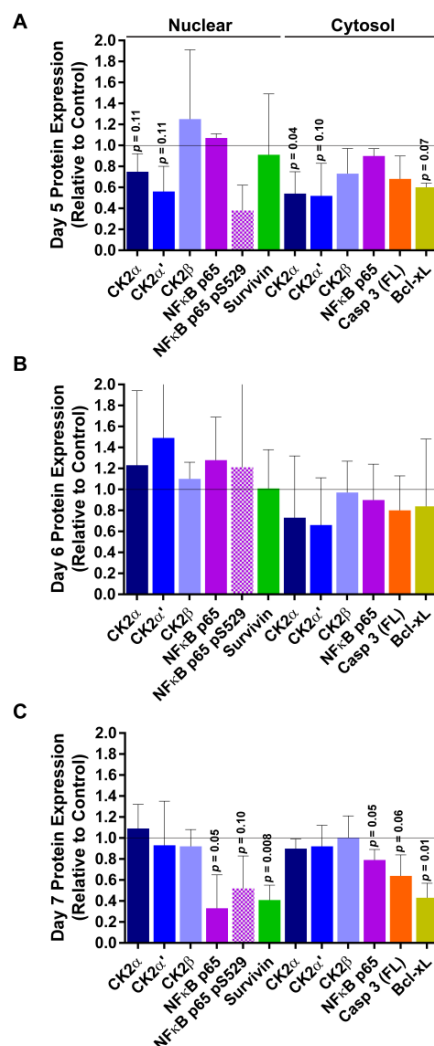 A
Nuclear
Cytosol
Day 5 Protein Expression
(Relative to Control)
2.0
1.8
1.6
1.4
1.2
1.0
0.8
0.6
0.4
0.2
0.0
p = 0.11
p = 0.11
p = 0.04
p = 0.10
p = 0.07
CK2α
CK2α'
CK2β
NFκB p65
NFκB p65 pS529
Survivin
CK2α
CK2α'
CK2β
NFκB p65
Casp 3 (FL)
Bcl-xL
B
Day 6 Protein Expression
(Relative to Control)
2.0
1.8
1.6
1.4
1.2
1.0
0.8
0.6
0.4
0.2
0.0
CK2α
CK2α'
CK2β
NFκB p65
NFκB p65 pS529
Survivin
CK2α
CK2α'
CK2β
NFκB p65
Casp 3 (FL)
Bcl-xL
C
Day 7 Protein Expression
(Relative to Control)
2.0
1.8
1.6
1.4
1.2
1.0
0.8
0.6
0.4
0.2
0.0
p = 0.05
p = 0.10
p = 0.008
p = 0.05
p = 0.06
p = 0.01
CK2α
CK2α'
CK2β
NFκB p65
NFκB p65 pS529
Survivin
CK2α
CK2α'
CK2β
NFκB p65
Casp 3 (FL)
Bcl-xL